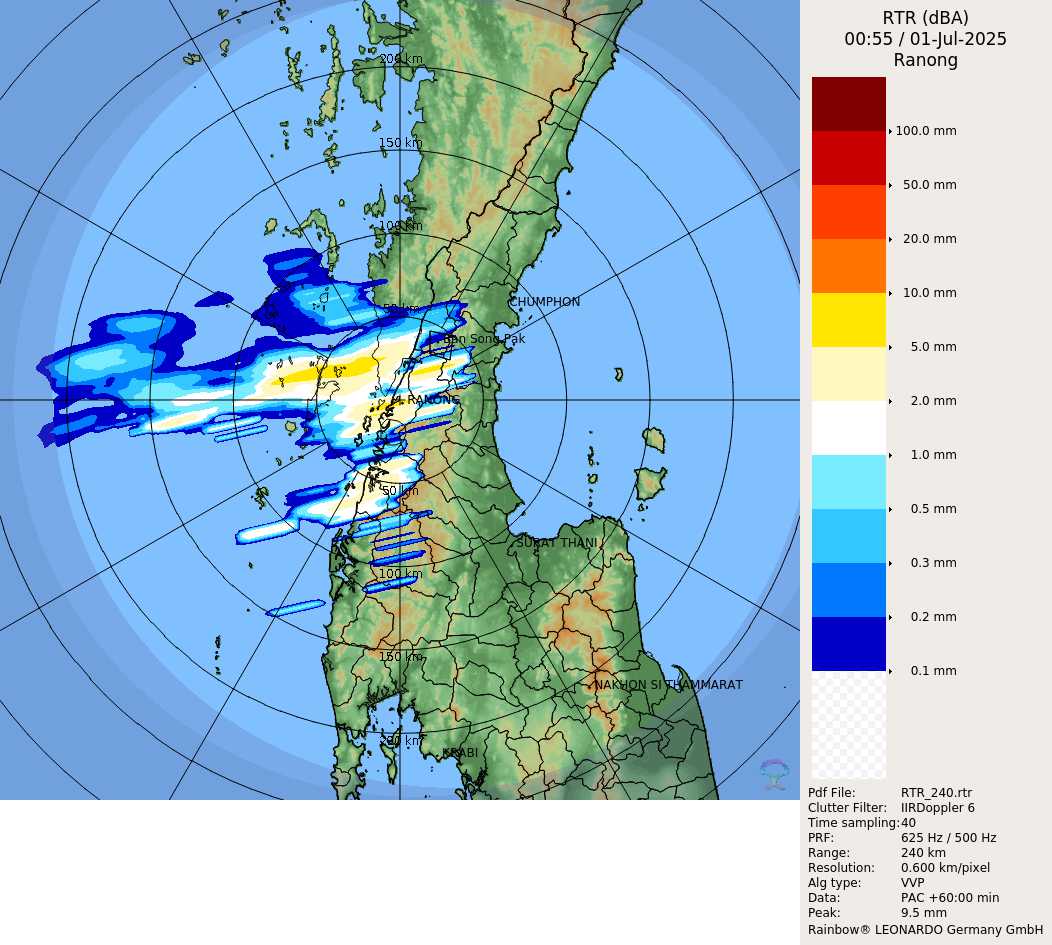 RTR (dBA)
00:55 / 01-Jul-2025
Ranong
100.0 mm
50.0 mm
20.0 mm
10.0 mm
5.0 mm
2.0 mm
1.0 mm
0.5 mm
0.3 mm
0.2 mm
0.1 mm
Pdf File: RTR_240.rtr
Clutter Filter: IIRDoppler 6
Time sampling: 40
PRF: 625 Hz / 500 Hz
Range: 240 km
Resolution: 0.600 km/pixel
Alg type: VVP
Data: PAC +60:00 min
Peak: 9.5 mm
Rainbow® LEONARDO Germany GmbH
200 km
150 km
100 km
50 km
CHUMPHON
Ban Song Pak
RANONG
50 km
SURAT THANI
100 km
150 km
NAKHON SI THAMMARAT
200 km
KRABI